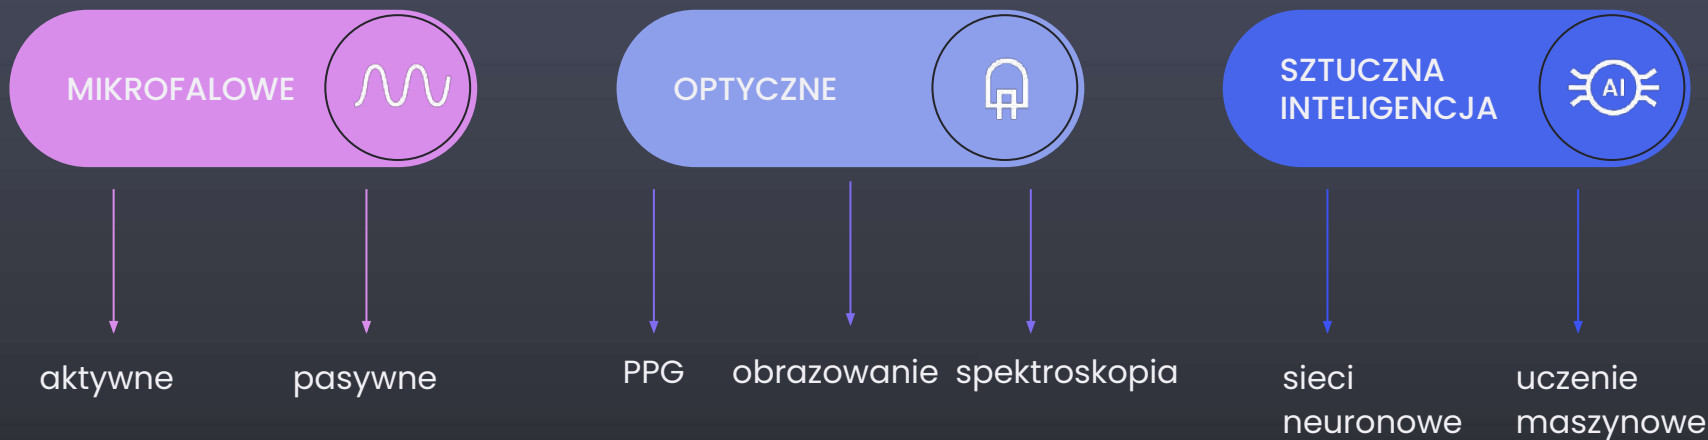 MIKROFALOWE
OPTYCZNE
SZTUCZNA
INTELIGENCJA
AI
aktywne
pasywne
PPG
obrazowanie
spektroskopia
sieci
neuronowe
uczenie
maszynowe